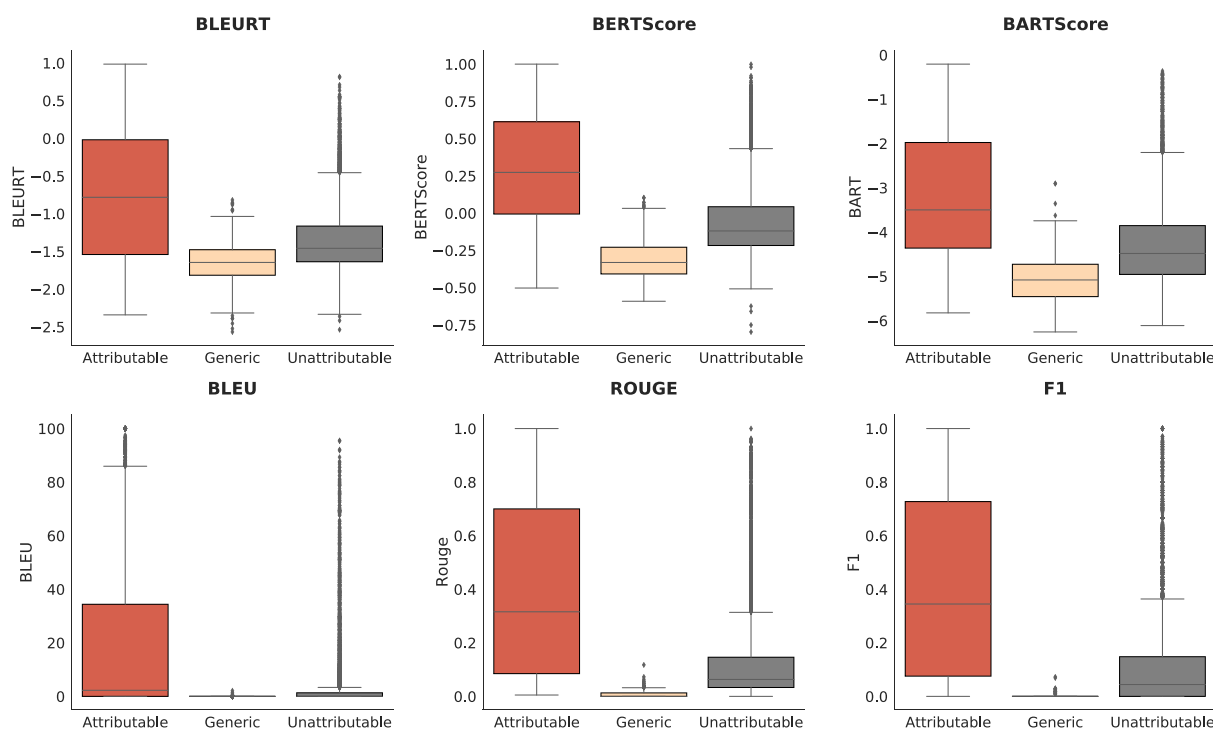 BLEURT
BERTScore
BARTScore
1.0
0.5
0.0
−0.5
−1.0
−1.5
−2.0
−2.5
BLEURT
Attributable Generic Unattributable
1.00
0.75
0.50
0.25
0.00
−0.25
−0.50
−0.75
BERTScore
Attributable Generic Unattributable
0
−1
−2
−3
−4
−5
−6
BART
Attributable Generic Unattributable
BLEU
ROUGE
F1
100
80
60
40
20
0
BLEU
Attributable Generic Unattributable
1.0
0.8
0.6
0.4
0.2
0.0
Rouge
Attributable Generic Unattributable
1.0
0.8
0.6
0.4
0.2
0.0
F1
Attributable Generic Unattributable